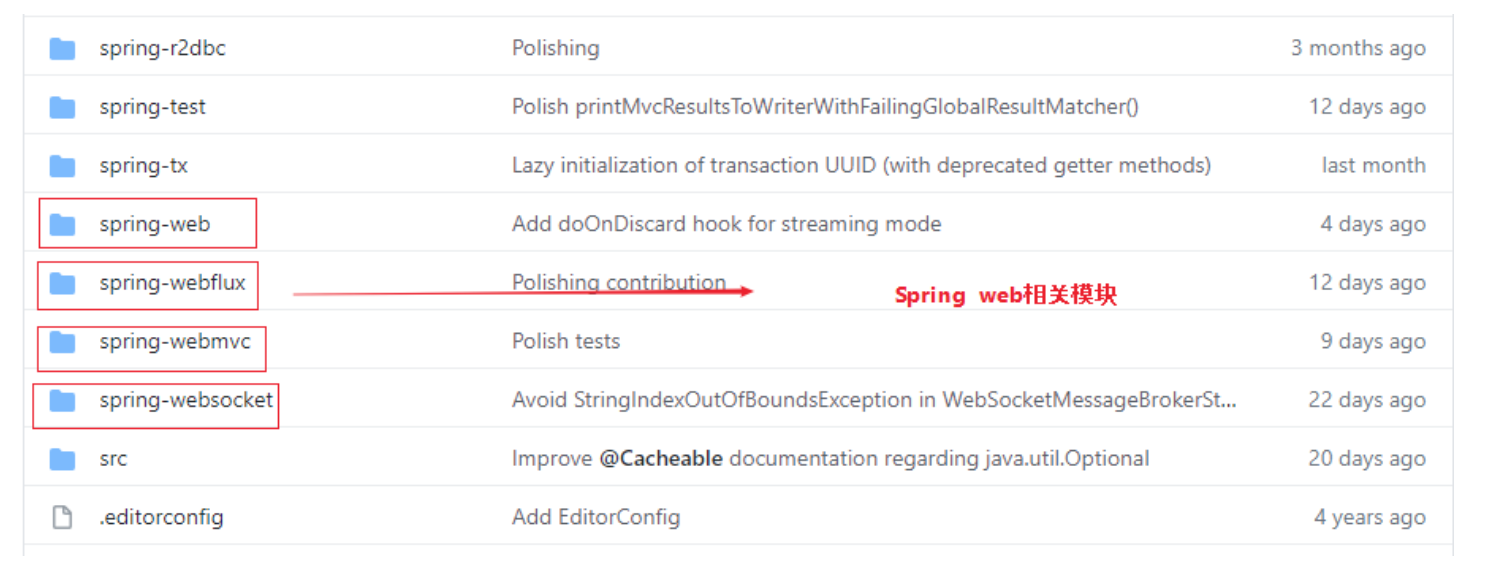 spring-r2dbc Polishing 3 months ago
spring-test Polish printMvcResultsToWriterWithFailingGlobalResultMatcher() 12 days ago
spring-tx Lazy initialization of transaction UUID (with deprecated getter methods) last month
spring-web Add doOnDiscard hook for streaming mode 4 days ago
spring-webflux Polishing contribution 12 days ago
Spring web相关模块
spring-webmvc Polish tests 9 days ago
spring-websocket Avoid StringIndexOutOfBoundsException in WebSocketMessageBrokerSt... 22 days ago
src Improve @Cacheable documentation regarding java.util.Optional 20 days ago
.editorconfig Add EditorConfig 4 years ago